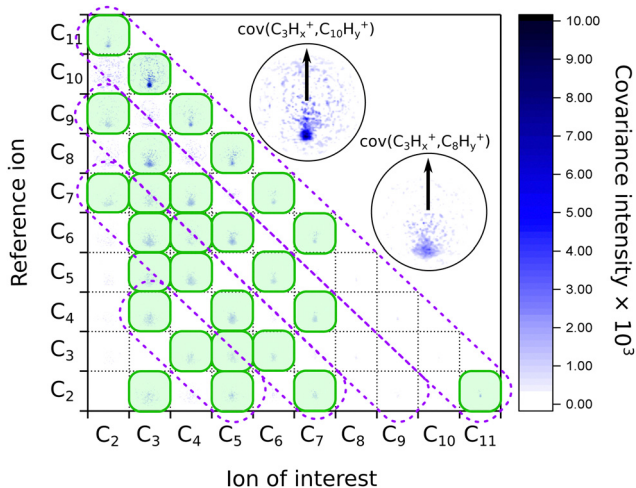 cov(C₃Hₓ⁺,C₁₀Hᵧ⁺)
cov(C₃Hₓ⁺,C₈Hᵧ⁺)
Reference ion
C₁₁
C₁₀
C₉
C₈
C₇
C₆
C₅
C₄
C₃
C₂
C₂ C₃ C₄ C₅ C₆ C₇ C₈ C₉ C₁₀ C₁₁
Ion of interest
10.00
9.00
8.00
7.00
6.00
5.00
4.00
3.00
2.00
1.00
0.00
Covariance intensity × 10³